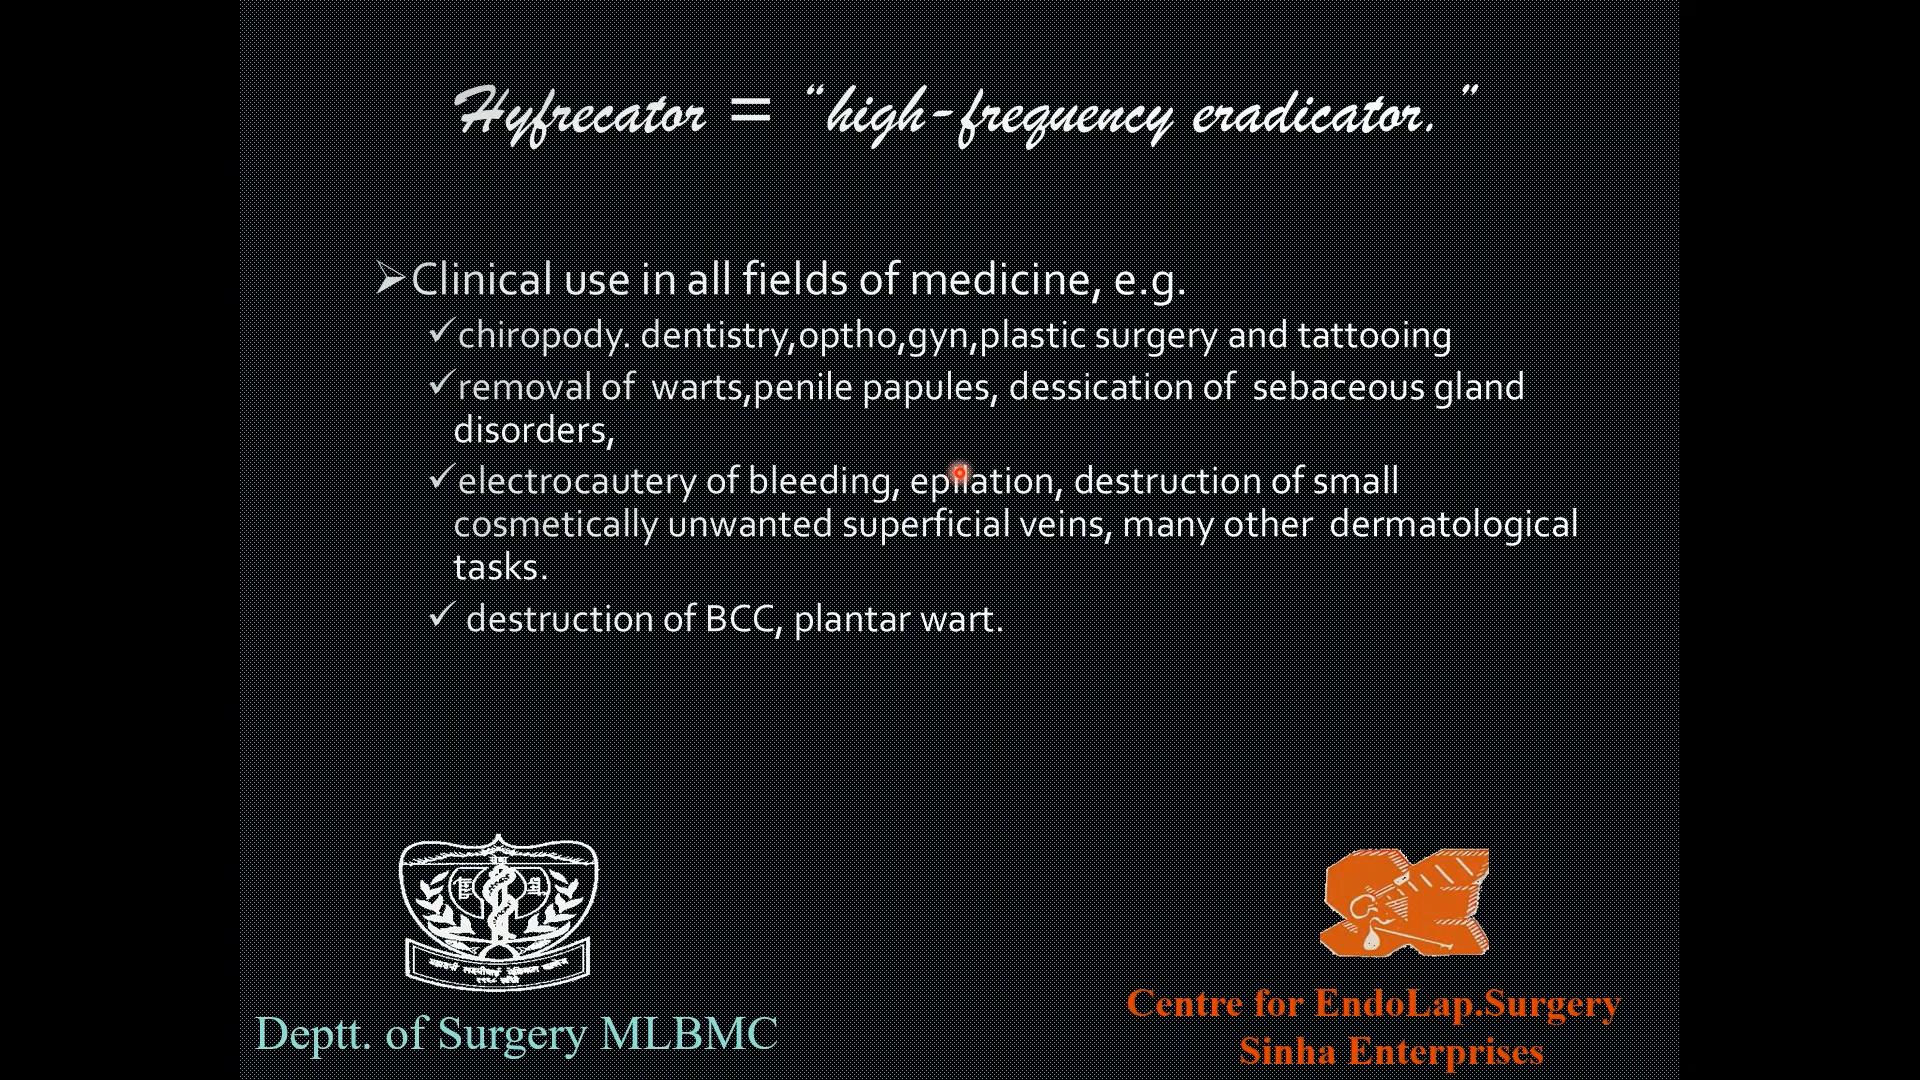 Hyfrecator = “high-frequency eradicator.”
➢Clinical use in all fields of medicine, e.g.
✓chiropody. dentistry,optho,gyn,plastic surgery and tattooing
✓removal of warts,penile papules, dessication of sebaceous gland
disorders,
✓electrocautery of bleeding, epilation, destruction of small
cosmetically unwanted superficial veins, many other dermatological
tasks.
✓ destruction of BCC, plantar wart.
Deptt. of Surgery MLBMC
Centre for EndoLap.Surgery
Sinha Enterprises